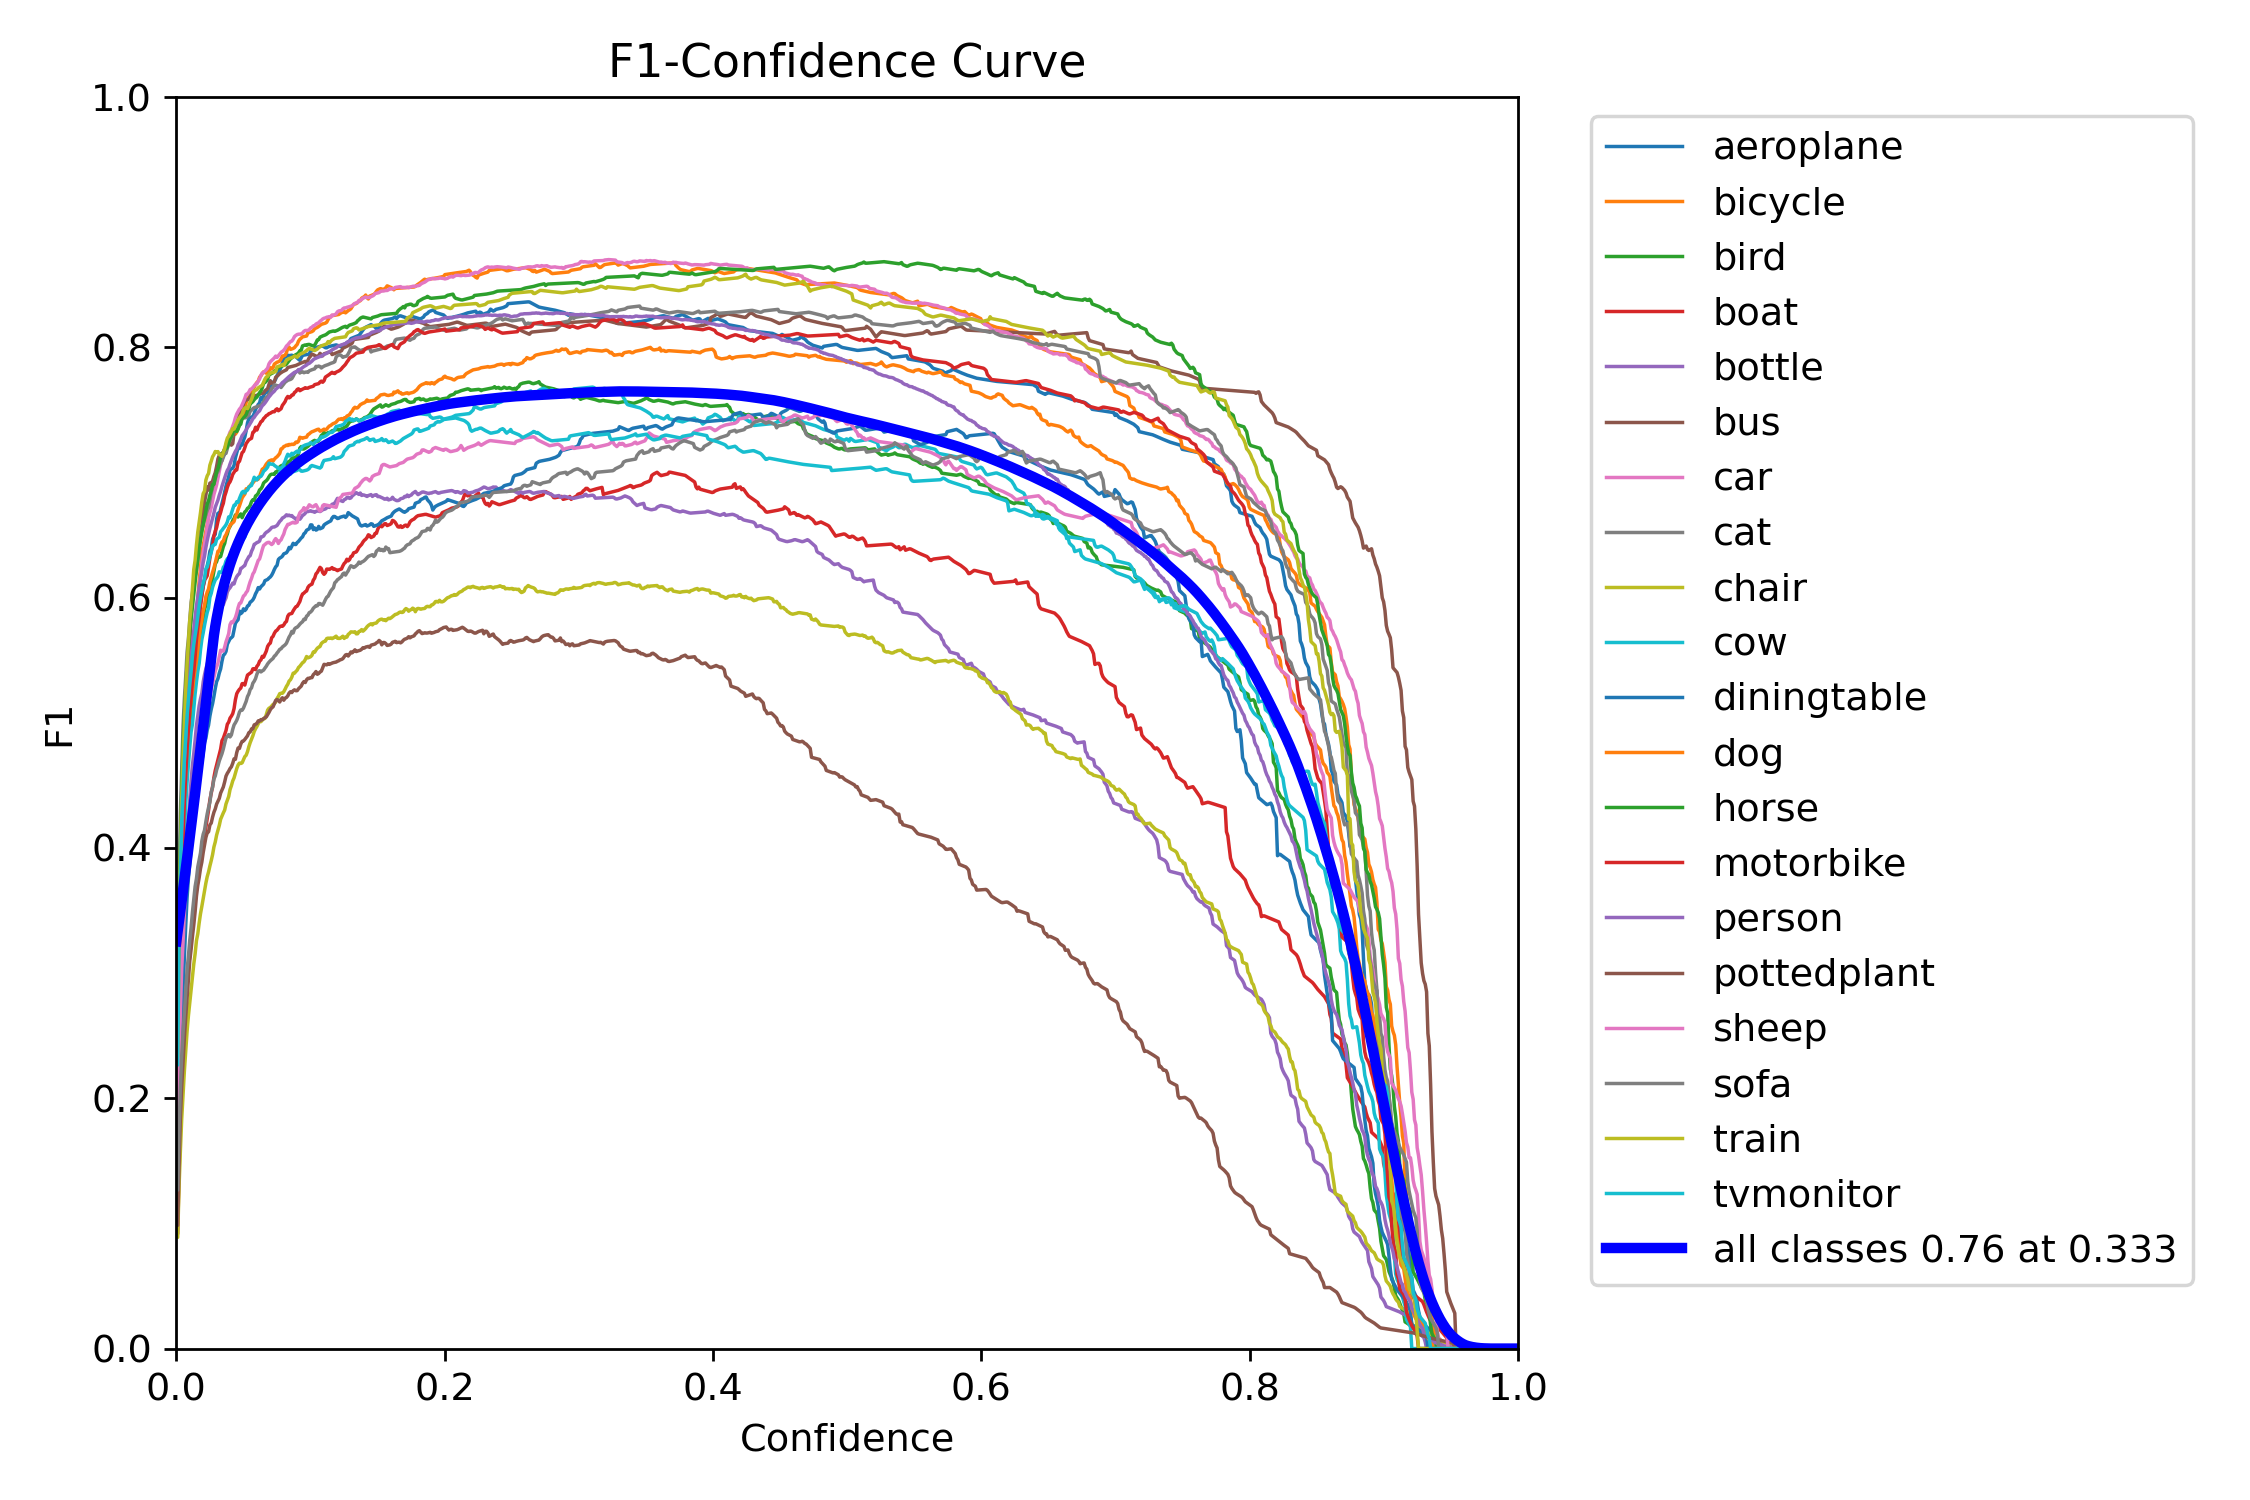 F1-Confidence Curve
1.0
0.8
0.6
0.4
0.2
0.0
F1
0.0 0.2 0.4 0.6 0.8 1.0
Confidence
aeroplane
bicycle
bird
boat
bottle
bus
car
cat
chair
cow
diningtable
dog
horse
motorbike
person
pottedplant
sheep
sofa
train
tvmonitor
all classes 0.76 at 0.333